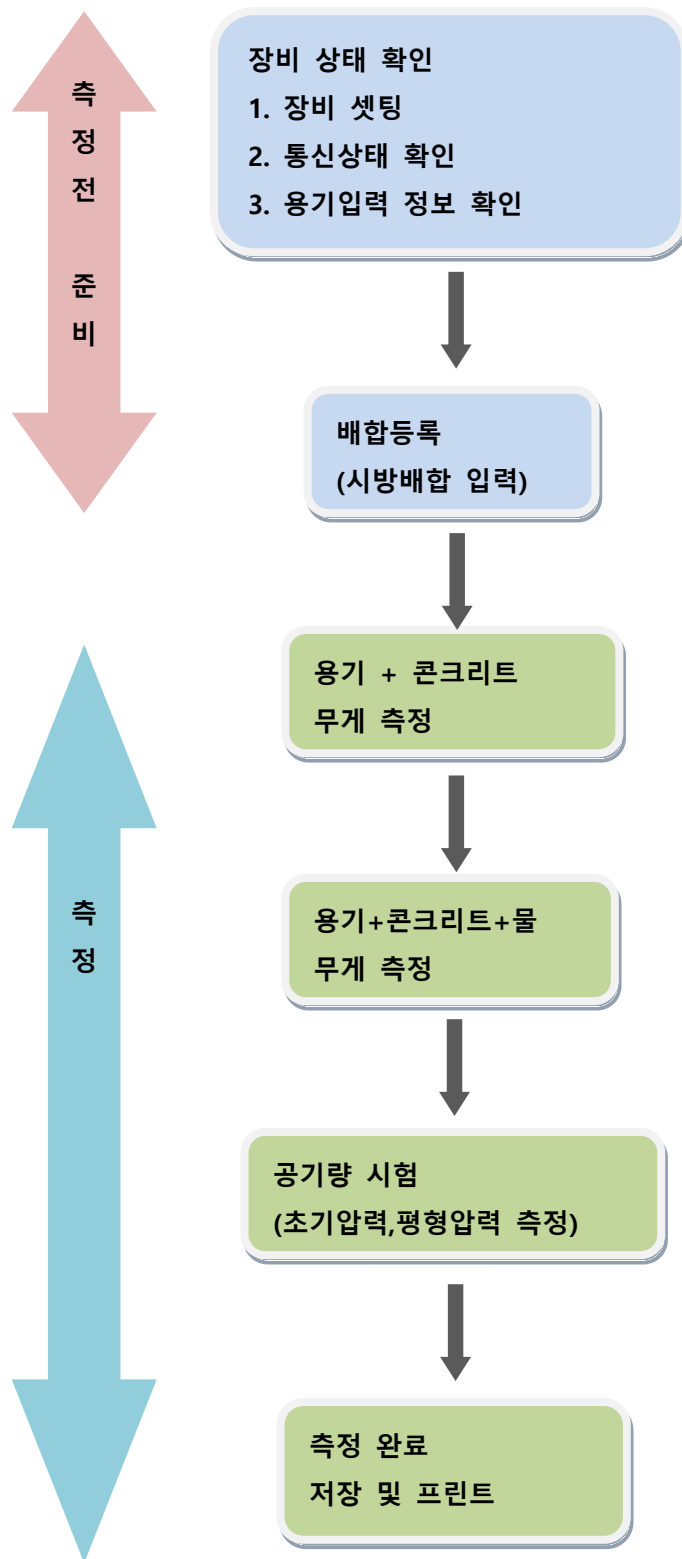 측정전 준비
장비 상태 확인
1. 장비 셋팅
2. 통신상태 확인
3. 용기입력 정보 확인
배합등록
(시방배합 입력)
측정
용기 + 콘크리트
무게 측정
용기+콘크리트+물
무게 측정
공기량 시험
(초기압력,평형압력 측정)
측정 완료
저장 및 프린트